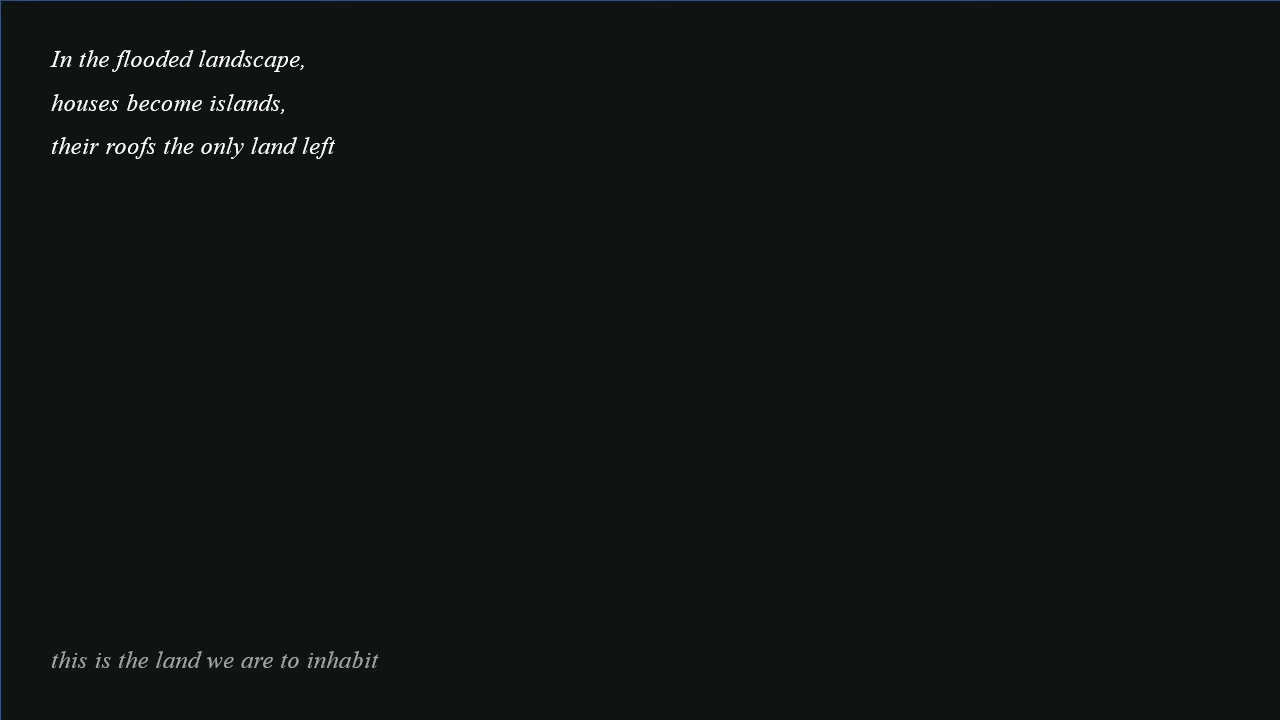 In the flooded landscape,
houses become islands,
their roofs the only land left
this is the land we are to inhabit